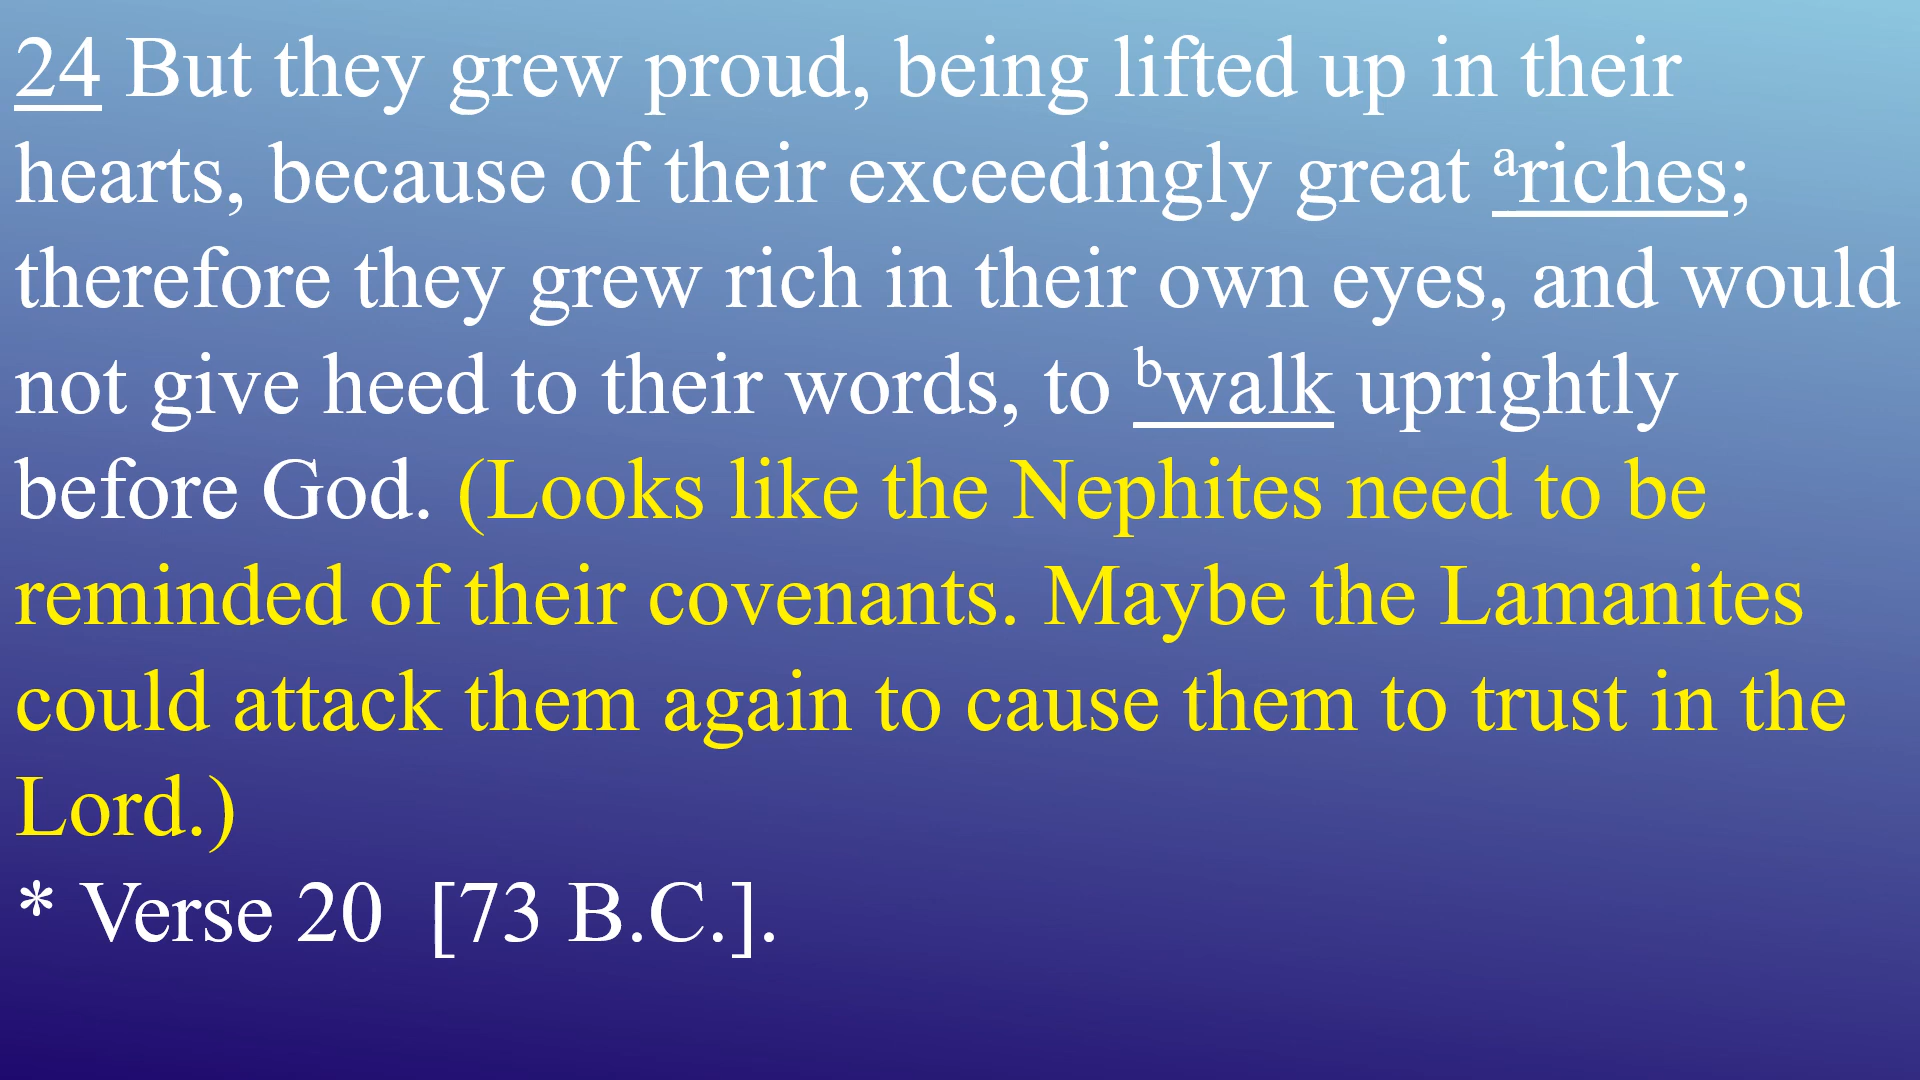 24 But they grew proud, being lifted up in their
hearts, because of their exceedingly great ariches;
therefore they grew rich in their own eyes, and would
not give heed to their words, to bwalk uprightly
before God. (Looks like the Nephites need to be
reminded of their covenants. Maybe the Lamanites
could attack them again to cause them to trust in the
Lord.)
* Verse 20  [73 B.C.].